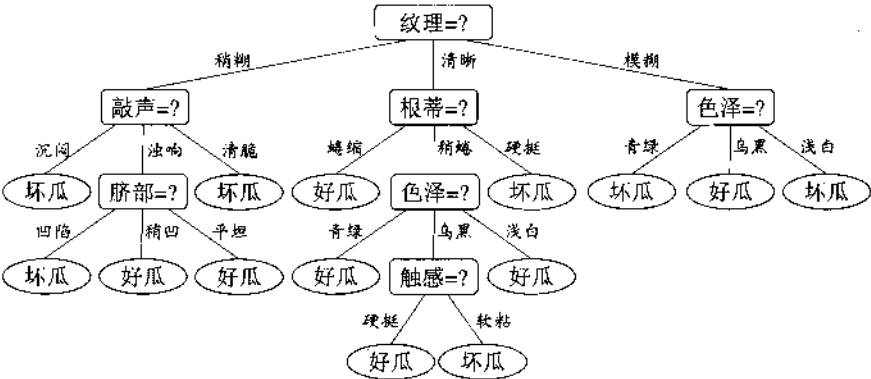 纹理=?
稍糊 清晰 模糊
敲声=? 根蒂=? 色泽=?
沉闷 浊响 清脆 蜷缩 稍蜷 硬挺 青绿 乌黑 浅白
坏瓜 脐部=? 坏瓜 好瓜 色泽=? 坏瓜 坏瓜 好瓜 坏瓜
凹陷 稍凹 平坦 青绿 乌黑 浅白
坏瓜 好瓜 好瓜 好瓜 触感=? 好瓜
硬挺 软粘
好瓜 坏瓜